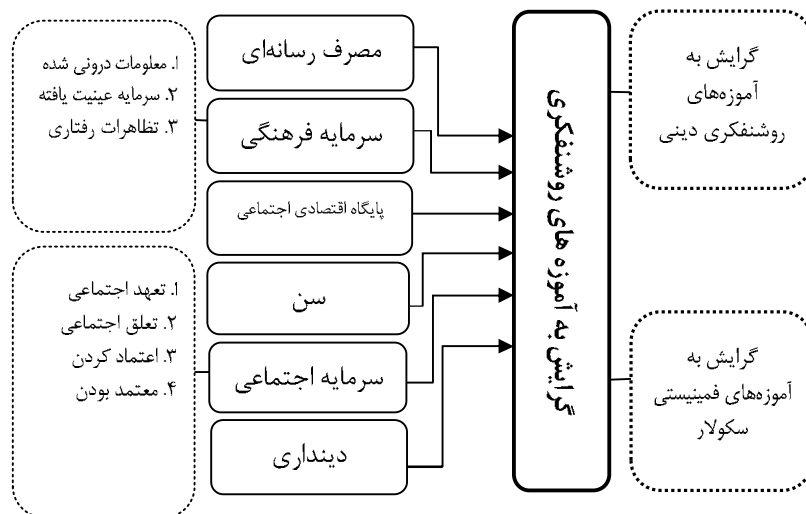 گرایش به
آموزه‌های
روشنفکری دینی
گرایش به
آموزه‌های فمینیستی
سکولار
گرایش به آموزه های روشنفکری
مصرف رسانه‌ای
سرمایه فرهنگی
پایگاه اقتصادی اجتماعی
سن
سرمایه اجتماعی
دینداری
۱. معلومات درونی شده
۲. سرمایه عینیت یافته
۳. تظاهرات رفتاری
۱. تعهد اجتماعی
۲. تعلق اجتماعی
۳. اعتماد کردن
۴. معتمد بودن